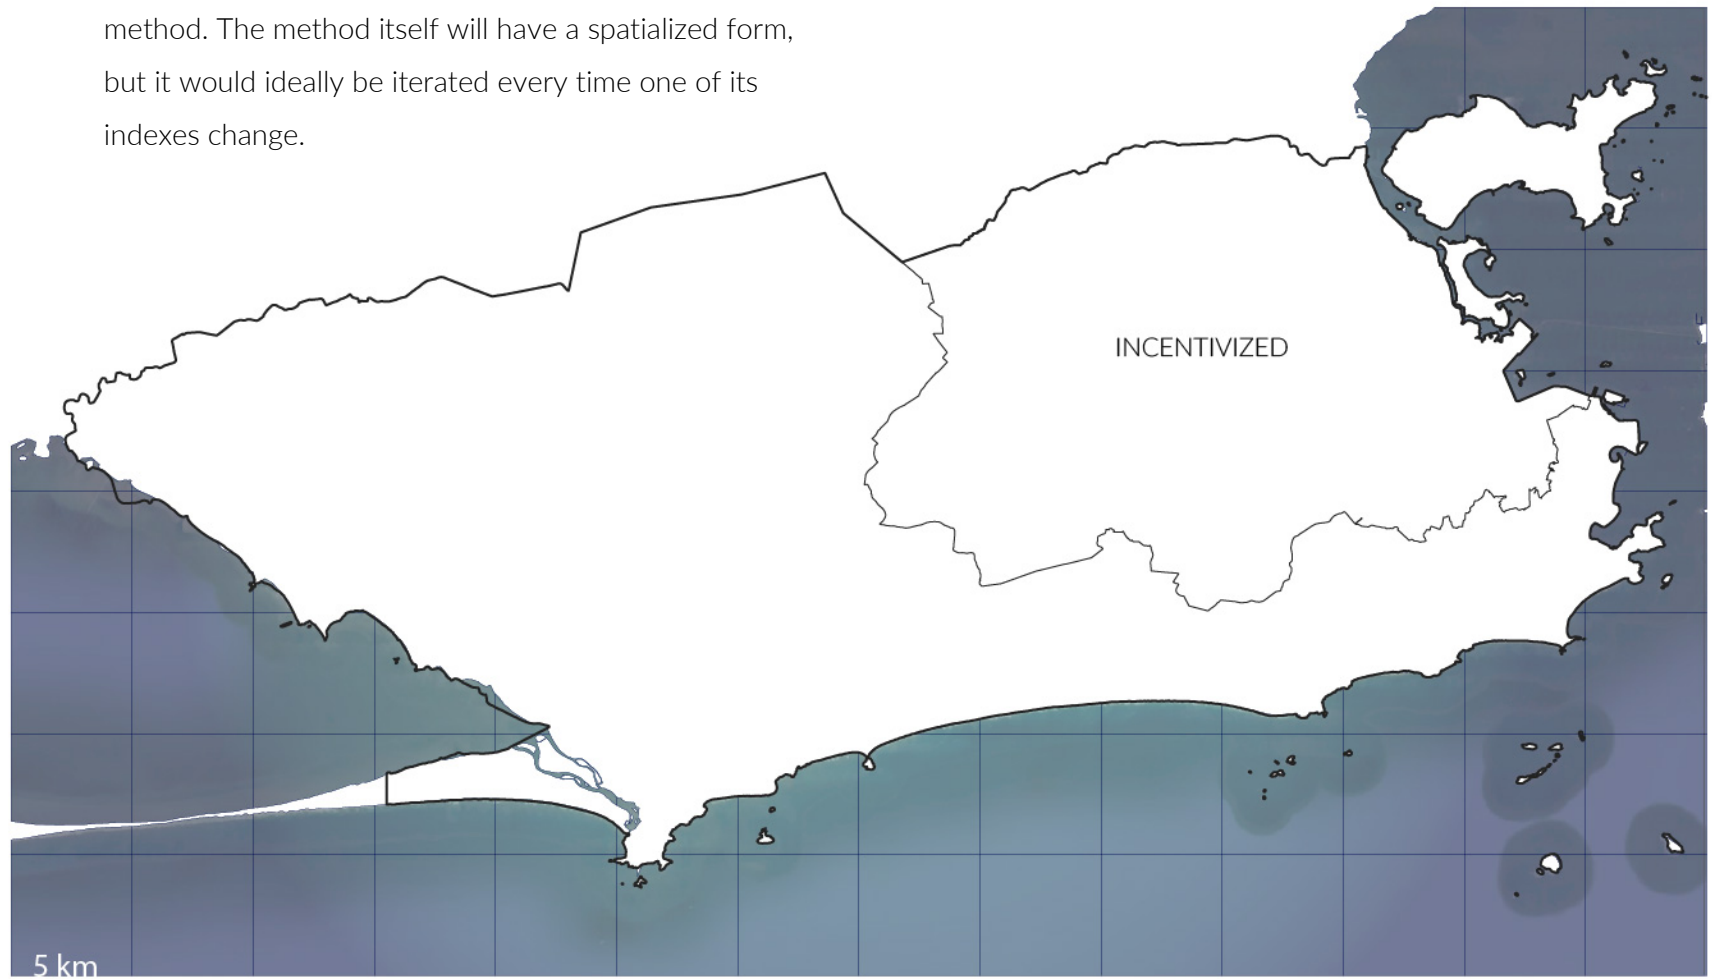 method. The method itself will have a spatialized form,
but it would ideally be iterated every time one of its
indexes change.
INCENTIVIZED
5 km